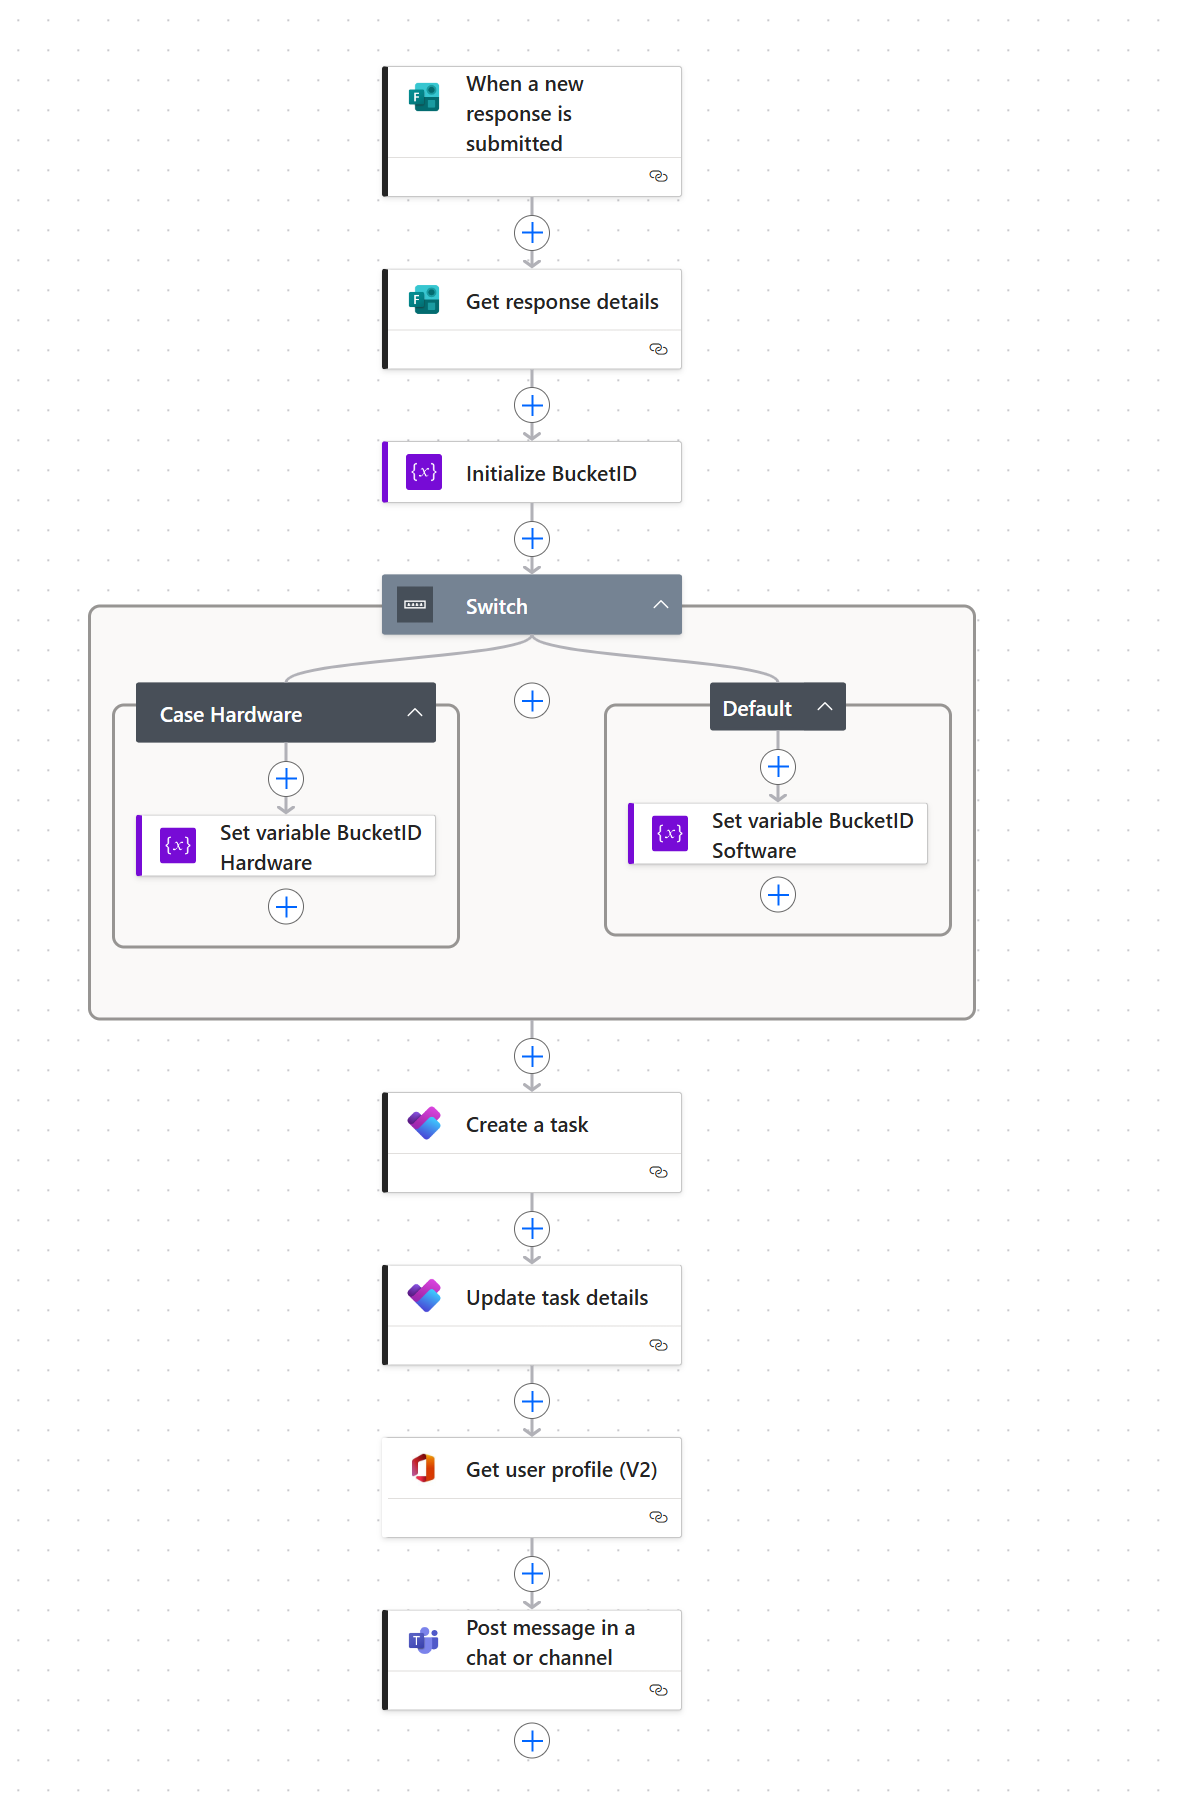 When a new
response is
submitted
Get response details
Initialize BucketID
Switch
Case Hardware
Default
Set variable BucketID
Hardware
Set variable BucketID
Software
Create a task
Update task details
Get user profile (V2)
Post message in a
chat or channel